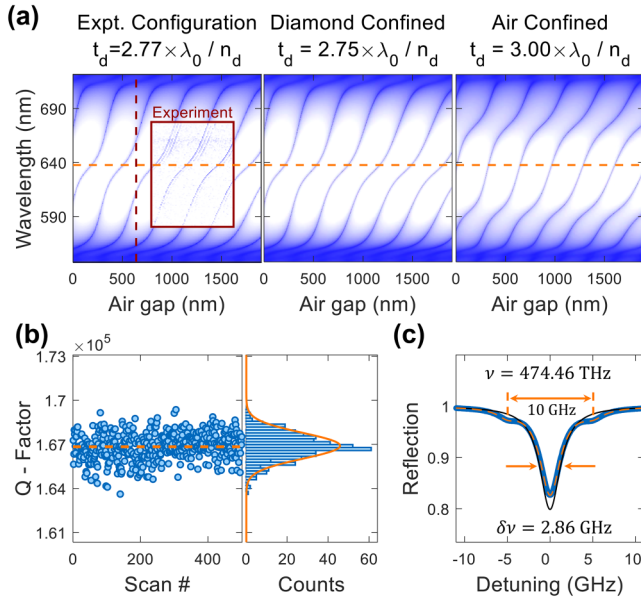 (a)
Expt. Configuration
t_d=2.77×λ_0 / n_d
Diamond Confined
t_d = 2.75×λ_0 / n_d
Air Confined
t_d = 3.00×λ_0 / n_d
Wavelength (nm)
690
640
590
Experiment
0 500 1000 1500
0 500 1000 1500
0 500 1000 1500
Air gap (nm)
Air gap (nm)
Air gap (nm)
(b)
×10^5
Q - Factor
1.73
1.7
1.67
1.64
1.61
0 200 400
Scan #
0 20 40 60
Counts
(c)
ν = 474.46 THz
10 GHz
δν = 2.86 GHz
Reflection
1
0.9
0.8
-10 -5 0 5 10
Detuning (GHz)